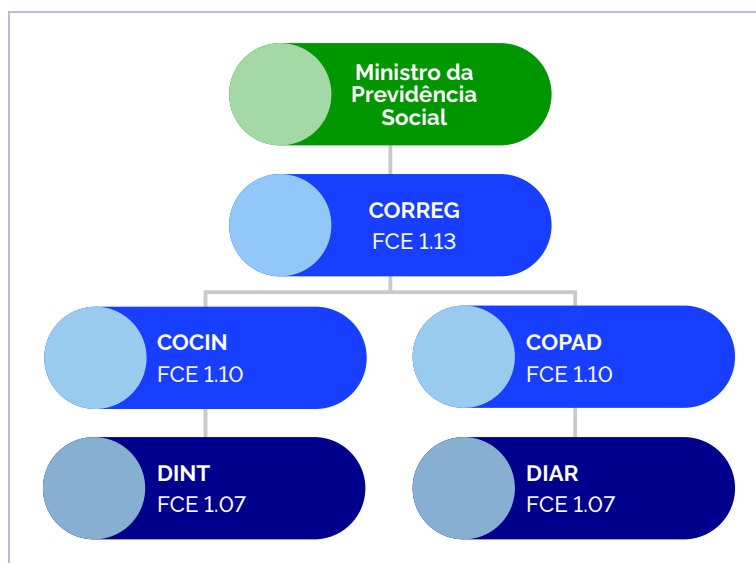 Ministro da
Previdência
Social
CORREG
FCE 1.13
COCIN
FCE 1.10
COPAD
FCE 1.10
DINT
FCE 1.07
DIAR
FCE 1.07